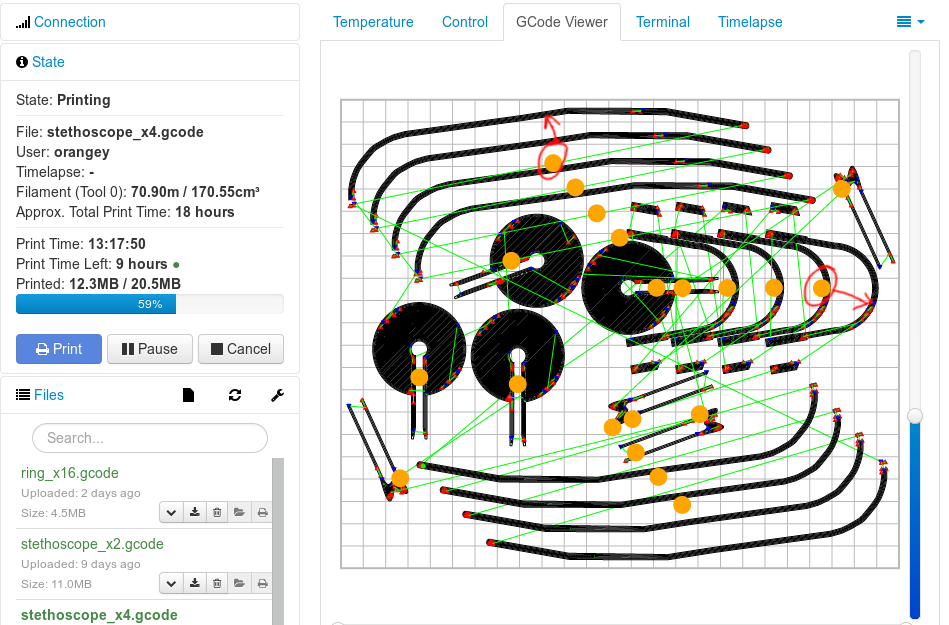 Connection
State
State: Printing
File: stethoscope_x4.gcode
User: orangey
Timelapse: -
Filament (Tool 0): 70.90m / 170.55cm³
Approx. Total Print Time: 18 hours
Print Time: 13:17:50
Print Time Left: 9 hours
Printed: 12.3MB / 20.5MB
59%
Print
Pause
Cancel
Files
Search...
ring_x16.gcode
Uploaded: 2 days ago
Size: 4.5MB
stethoscope_x2.gcode
Uploaded: 9 days ago
Size: 11.0MB
stethoscope_x4.gcode
Temperature
Control
GCode Viewer
Terminal
Timelapse